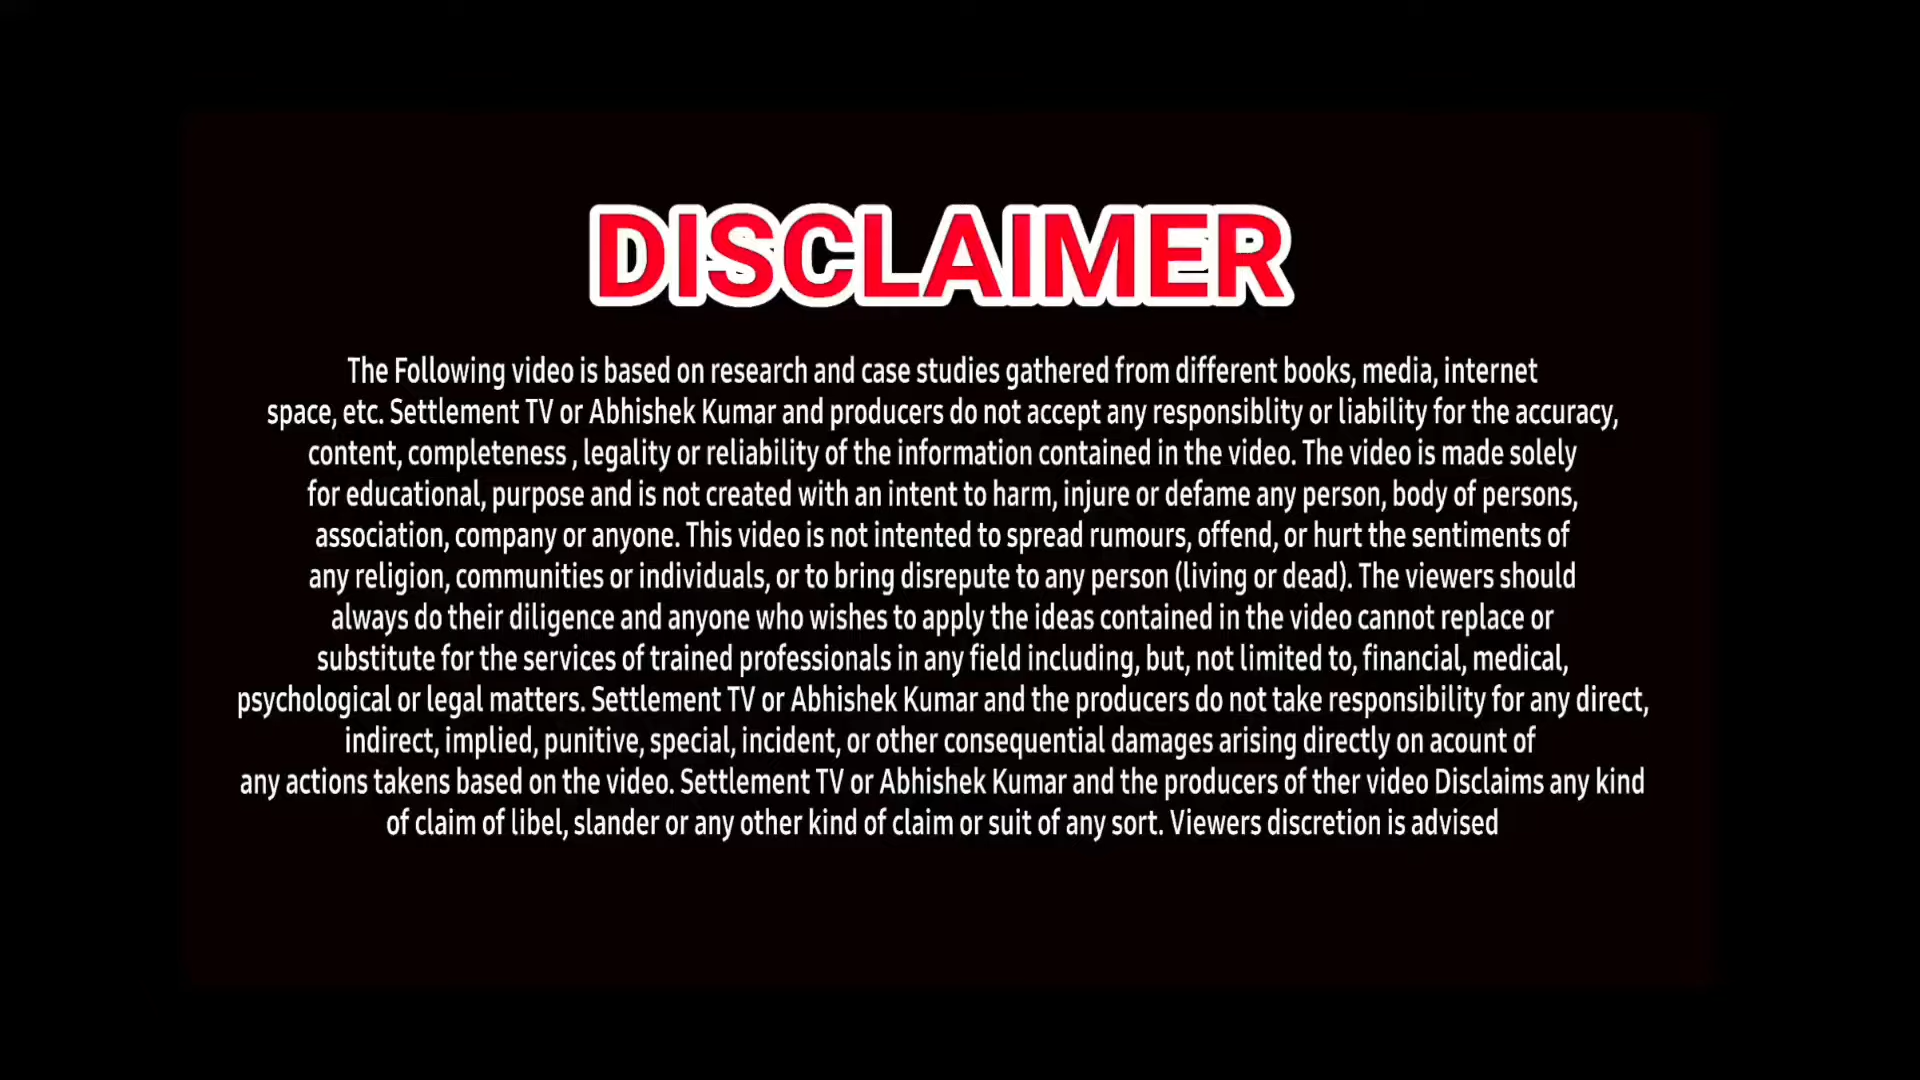 DISCLAIMER
The Following video is based on research and case studies gathered from different books, media, internet
space, etc. Settlement TV or Abhishek Kumar and producers do not accept any responsiblity or liability for the accuracy,
content, completeness , legality or reliability of the information contained in the video. The video is made solely
for educational, purpose and is not created with an intent to harm, injure or defame any person, body of persons,
association, company or anyone. This video is not intented to spread rumours, offend, or hurt the sentiments of
any religion, communities or individuals, or to bring disrepute to any person (living or dead). The viewers should
always do their diligence and anyone who wishes to apply the ideas contained in the video cannot replace or
substitute for the services of trained professionals in any field including, but, not limited to, financial, medical,
psychological or legal matters. Settlement TV or Abhishek Kumar and the producers do not take responsibility for any direct,
indirect, implied, punitive, special, incident, or other consequential damages arising directly on acount of
any actions takens based on the video. Settlement TV or Abhishek Kumar and the producers of ther video Disclaims any kind
of claim of libel, slander or any other kind of claim or suit of any sort. Viewers discretion is advised